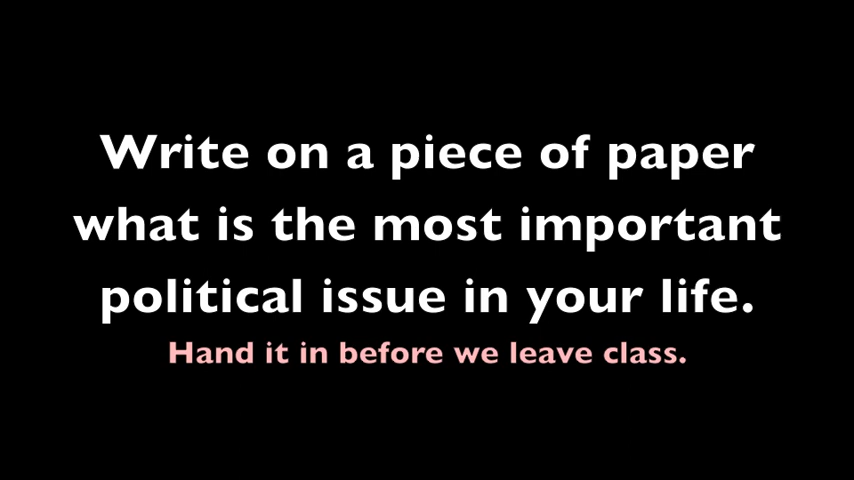 Write on a piece of paper
what is the most important
political issue in your life.
Hand it in before we leave class.